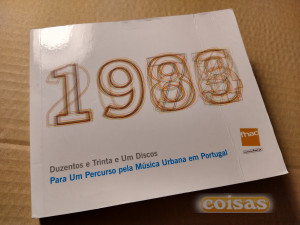 1988
Duzentos e Trinta e Um Discos
Para Um Percurso pela Música Urbana em Portugal
fnac
coisas